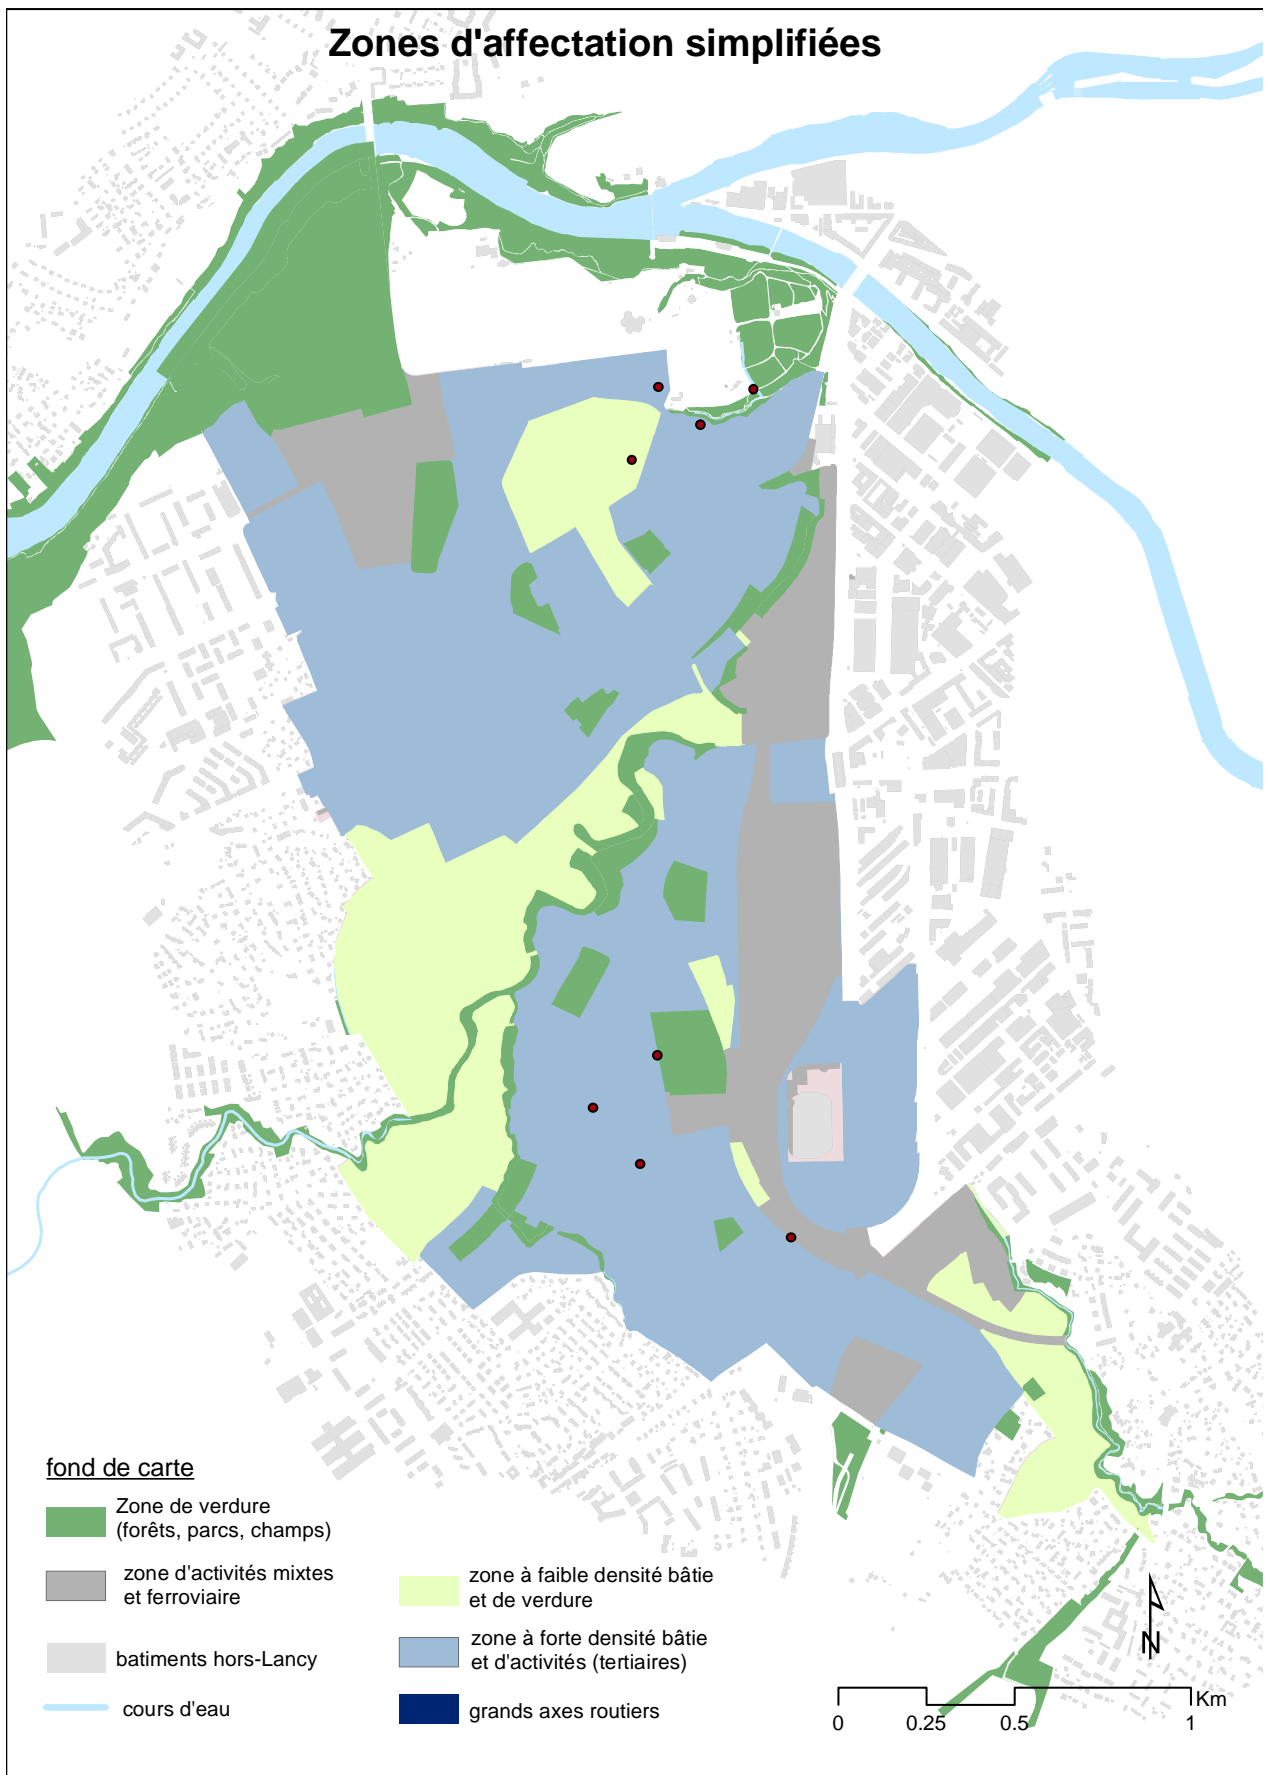 Zones d'affectation simplifiées
fond de carte
Zone de verdure
(forêts, parcs, champs)
zone d'activités mixtes
et ferroviaire
batiments hors-Lancy
cours d'eau
zone à faible densité bâtie
et de verdure
zone à forte densité bâtie
et d'activités (tertiaires)
grands axes routiers
N
Km
0 0.25 0.5 1